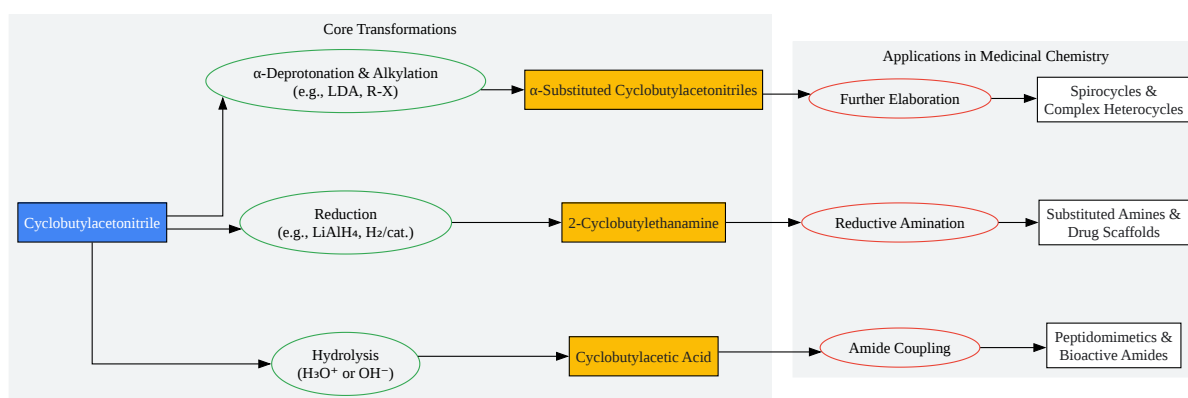 Core Transformations
Applications in Medicinal Chemistry
α-Deprotonation & Alkylation
(e.g., LDA, R-X)
α-Substituted Cyclobutylacetonitriles
Further Elaboration
Spirocycles &
Complex Heterocycles
Cyclobutylacetonitrile
Reduction
(e.g., LiAlH₄, H₂/cat.)
2-Cyclobutylethanamine
Reductive Amination
Substituted Amines &
Drug Scaffolds
Hydrolysis
(H₃O⁺ or OH⁻)
Cyclobutylacetic Acid
Amide Coupling
Peptidomimetics &
Bioactive Amides